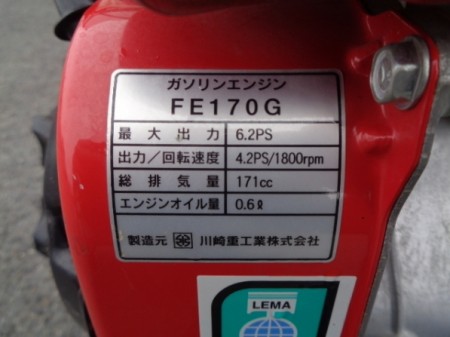 ガソリンエンジン
FE170G
最大出力 6.2PS
出力/回転速度 4.2PS/1800rpm
総排気量 171cc
エンジンオイル量 0.6ℓ
製造元 川崎重工業株式会社
LEMA